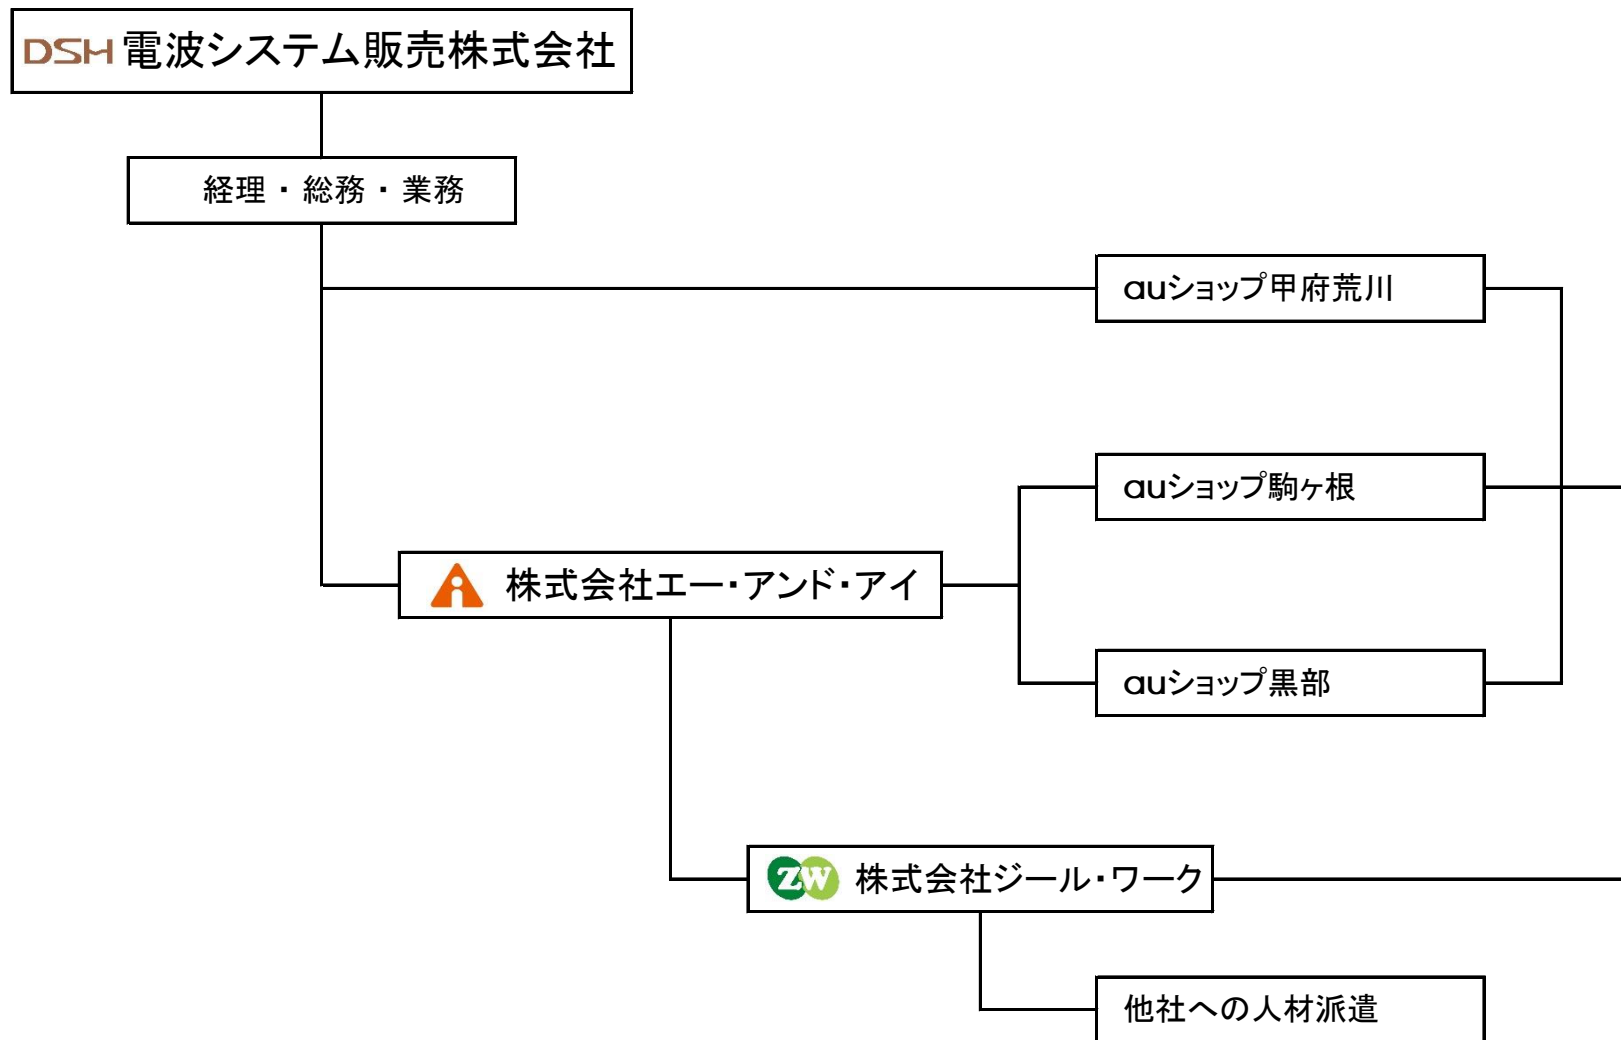 DSH 電波システム販売株式会社
経理・総務・業務
auショップ甲府荒川
auショップ駒ヶ根
株式会社エー・アンド・アイ
auショップ黒部
ZW 株式会社ジール・ワーク
他社への人材派遣